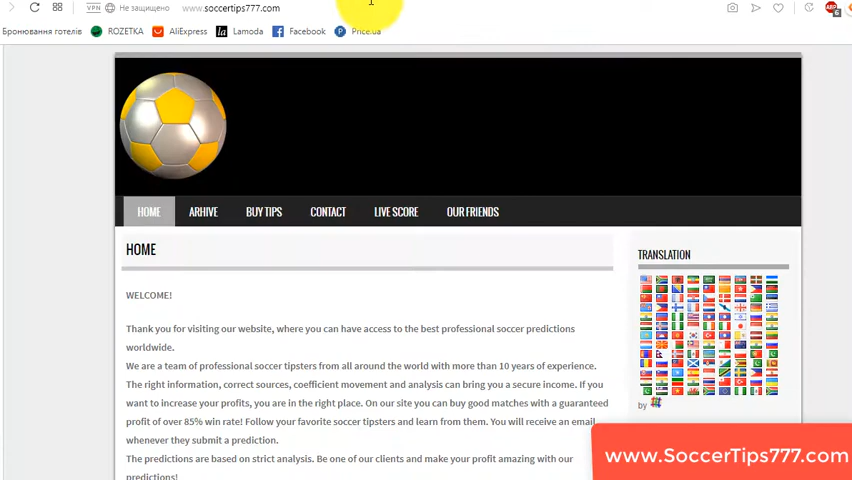 VPN Не защищено www.soccertips777.com
Бронювання готелів ROZETKA AliExpress la Lamoda Facebook P Price.ua
HOME ARHIVE BUY TIPS CONTACT LIVE SCORE OUR FRIENDS
HOME
WELCOME!
Thank you for visiting our website, where you can have access to the best professional soccer predictions
worldwide.
We are a team of professional soccer tipsters from all around the world with more than 10 years of experience.
The right information, correct sources, coefficient movement and analysis can bring you a secure income. If you
want to increase your profits, you are in the right place. On our site you can buy good matches with a guaranteed
profit of over 85% win rate! Follow your favorite soccer tipsters and learn from them. You will receive an email
whenever they submit a prediction.
The predictions are based on strict analysis. Be one of our clients and make your profit amazing with our
predictions!
TRANSLATION
by
www.SoccerTips777.com